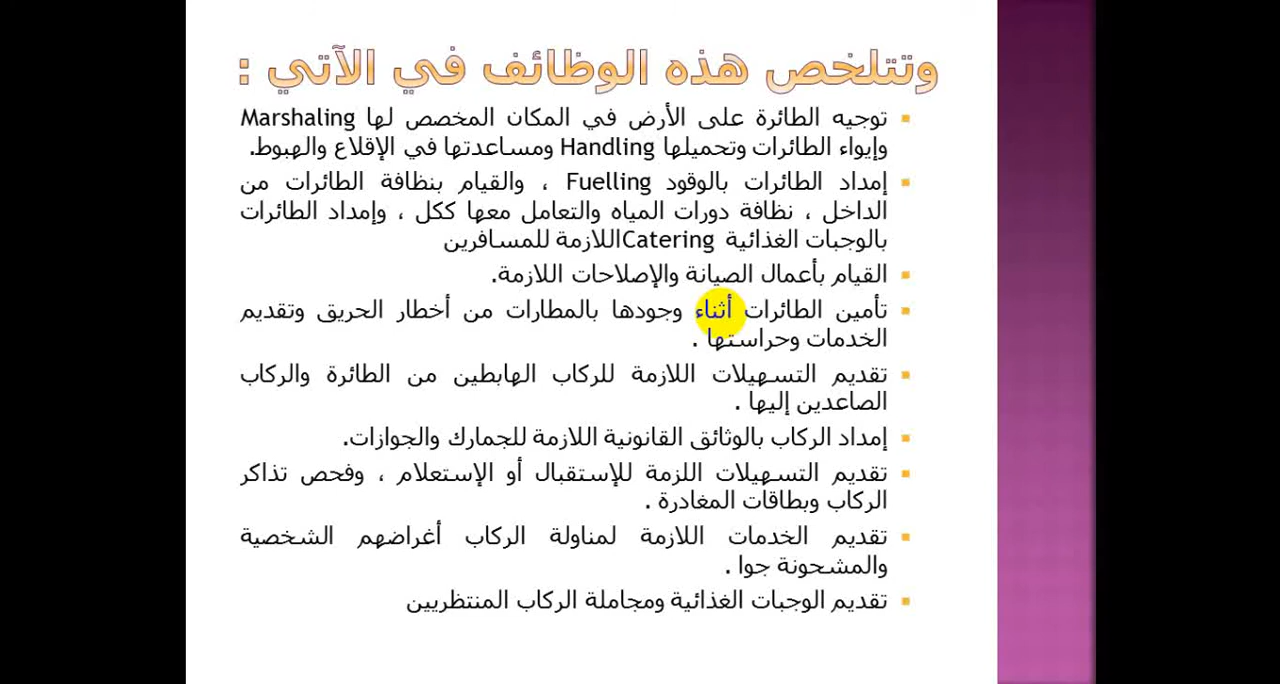 وتتلخص هذه الوظائف في الآتي :
توجيه الطائرة على الأرض في المكان المخصص لها Marshaling
وإيواء الطائرات وتحميلها Handling ومساعدتها في الإقلاع والهبوط.
إمداد الطائرات بالوقود Fuelling ، والقيام بنظافة الطائرات من
الداخل ، نظافة دورات المياه والتعامل معها ككل ، وإمداد الطائرات
بالوجبات الغذائية Cateringاللازمة للمسافرين
القيام بأعمال الصيانة والإصلاحات اللازمة.
تأمين الطائرات أثناء وجودها بالمطارات من أخطار الحريق وتقديم
الخدمات وحراستها .
تقديم التسهيلات اللازمة للركاب الهابطين من الطائرة والركاب
الصاعدين إليها .
إمداد الركاب بالوثائق القانونية اللازمة للجمارك والجوازات.
تقديم التسهيلات اللزمة للإستقبال أو الإستعلام ، وفحص تذاكر
الركاب وبطاقات المغادرة .
تقديم الخدمات اللازمة لمناولة الركاب أغراضهم الشخصية
والمشحونة جوا .
تقديم الوجبات الغذائية ومجاملة الركاب المنتظريين